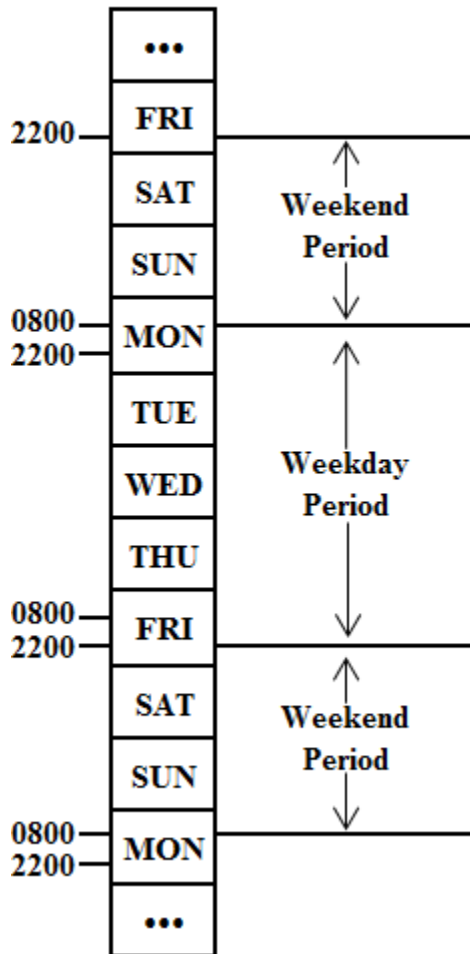 •••
FRI
2200
SAT
Weekend
Period
SUN
0800
MON
2200
TUE
WED
Weekday
Period
THU
0800
FRI
2200
SAT
Weekend
Period
SUN
0800
MON
2200
•••